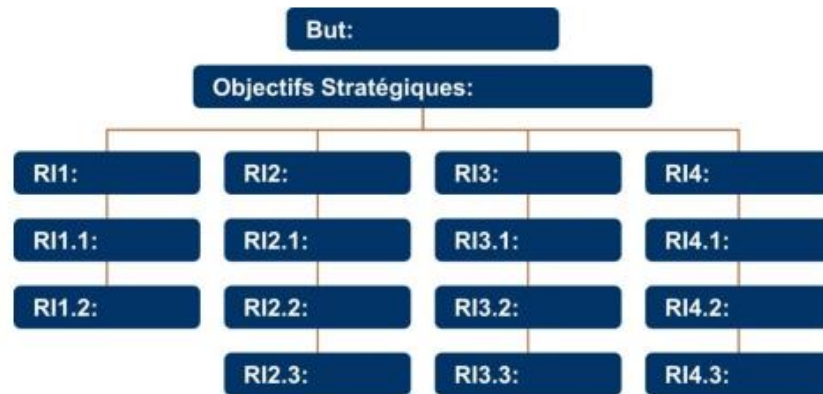 But:
Objectifs Stratégiques:
RI1:
RI2:
RI3:
RI4:
RI1.1:
RI2.1:
RI3.1:
RI4.1:
RI1.2:
RI2.2:
RI3.2:
RI4.2:
RI2.3:
RI3.3:
RI4.3: